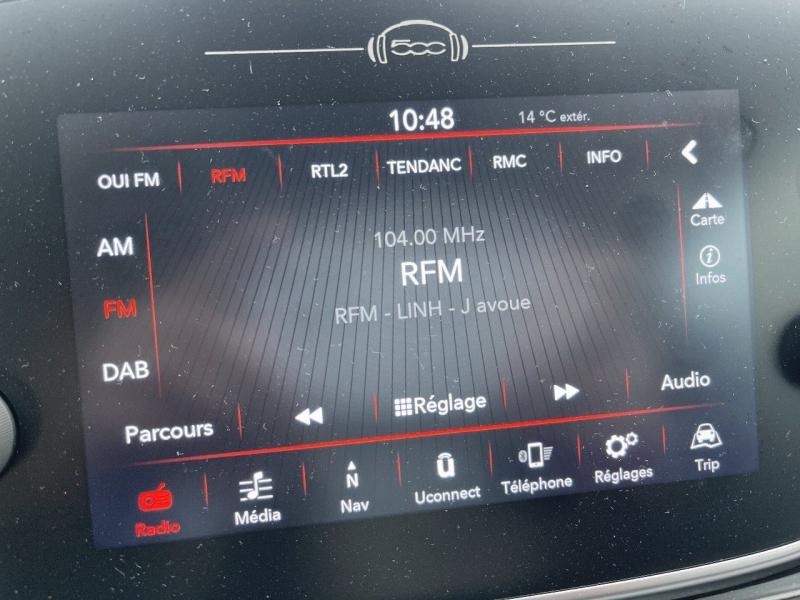 500
10:48 14 °C extér.
OUI FM RFM RTL2 TENDANC RMC INFO
AM
FM
DAB
104.00 MHz
RFM
RFM - LINH - J avoue
Carte
Infos
Parcours Réglage Audio
Radio Média N Nav Uconnect Téléphone Réglages Trip